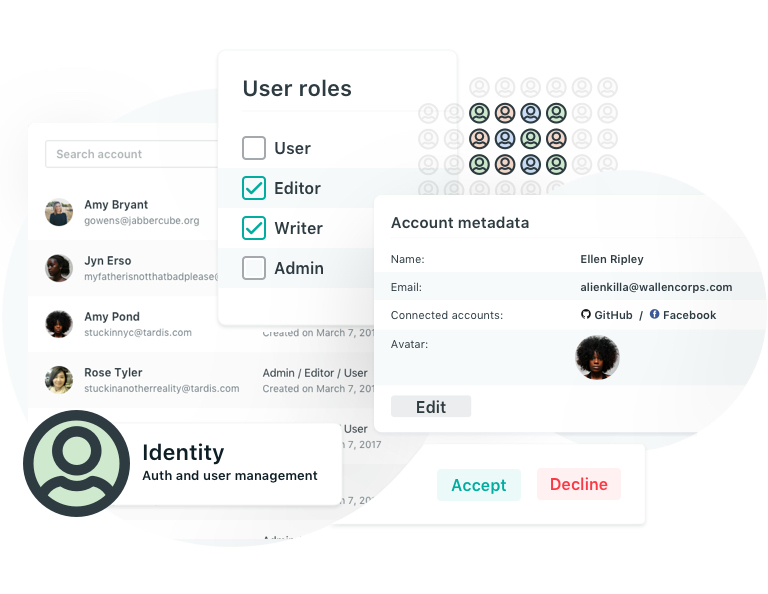 User roles
User
Editor
Writer
Admin
Search account
Amy Bryant
gowens@jabbercube.org
Jyn Erso
myfatherisnotthatbadplease@
Amy Pond
stuckinnyc@tardis.com
Created on March 7, 201
Rose Tyler
stuckinanotherreality@tardis.com
Admin / Editor / User
Created on March 7, 201
User
h 7, 2017
h 7, 20
Account metadata
Name: Ellen Ripley
Email: alienkilla@wallencorps.com
Connected accounts: GitHub / Facebook
Avatar:
Edit
Identity
Auth and user management
Accept
Decline